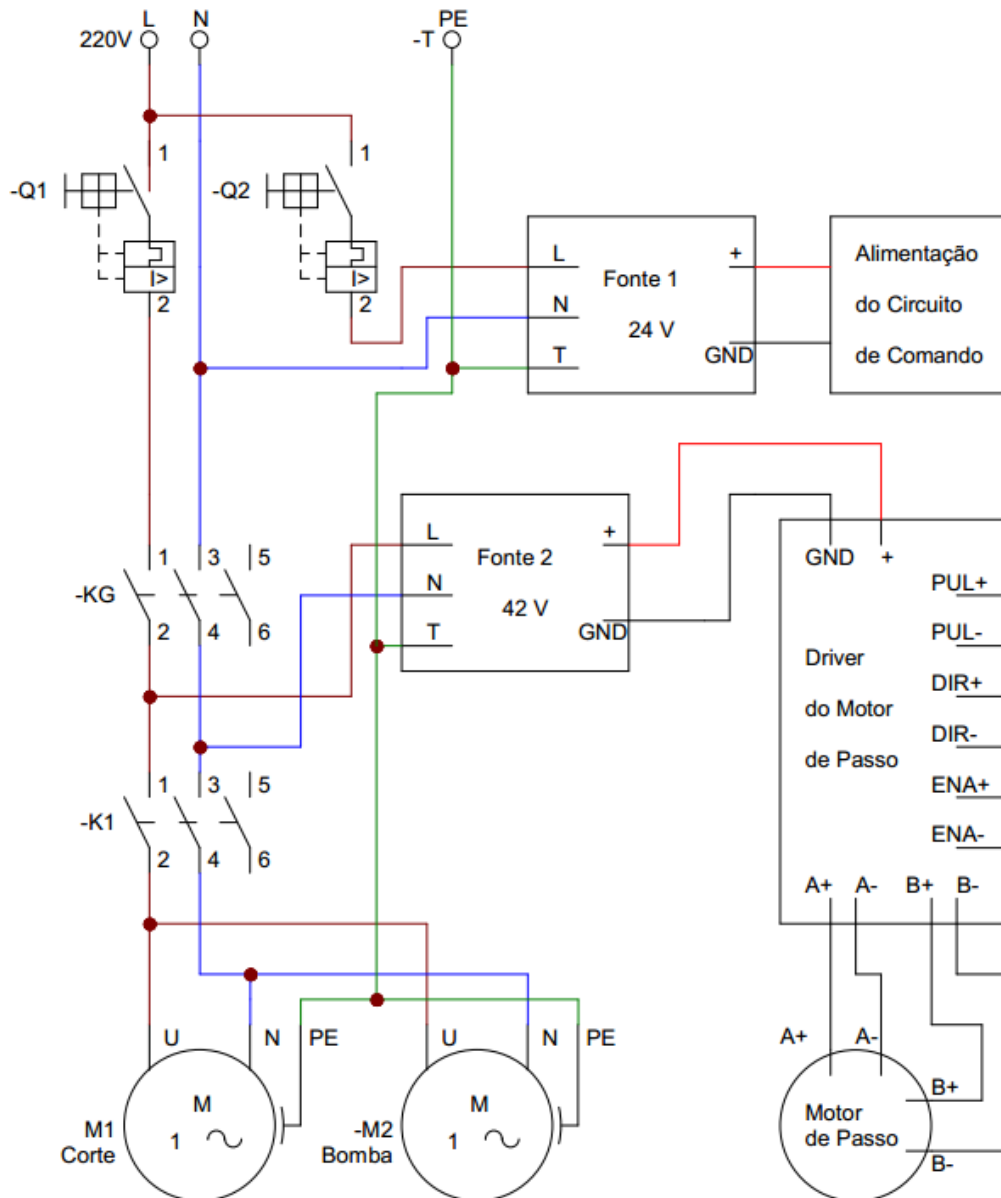 L N PE
220V -T
1 1
-Q1 -Q2
I> I>
2 2
L + Alimentação
Fonte 1
N do Circuito
24 V
T GND de Comando
L + GND +
1 3 5 Fonte 2
-KG N PUL+
42 V
2 4 6 T GND PUL-
Driver
DIR+
do Motor
DIR-
de Passo
1 3 5 ENA+
-K1
2 4 6 ENA-
A+ A- B+ B-
U N PE U N PE A+ A-
B+
M M Motor
M1 1 -M2 1 de Passo
Corte Bomba
B-